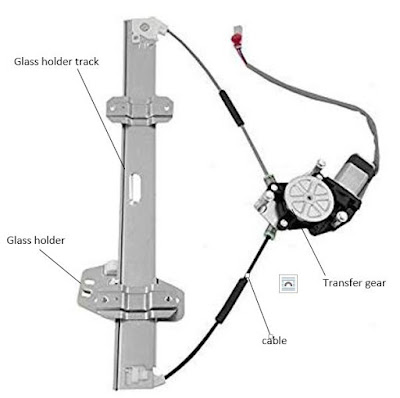 Glass holder track
Glass holder
Transfer gear
cable